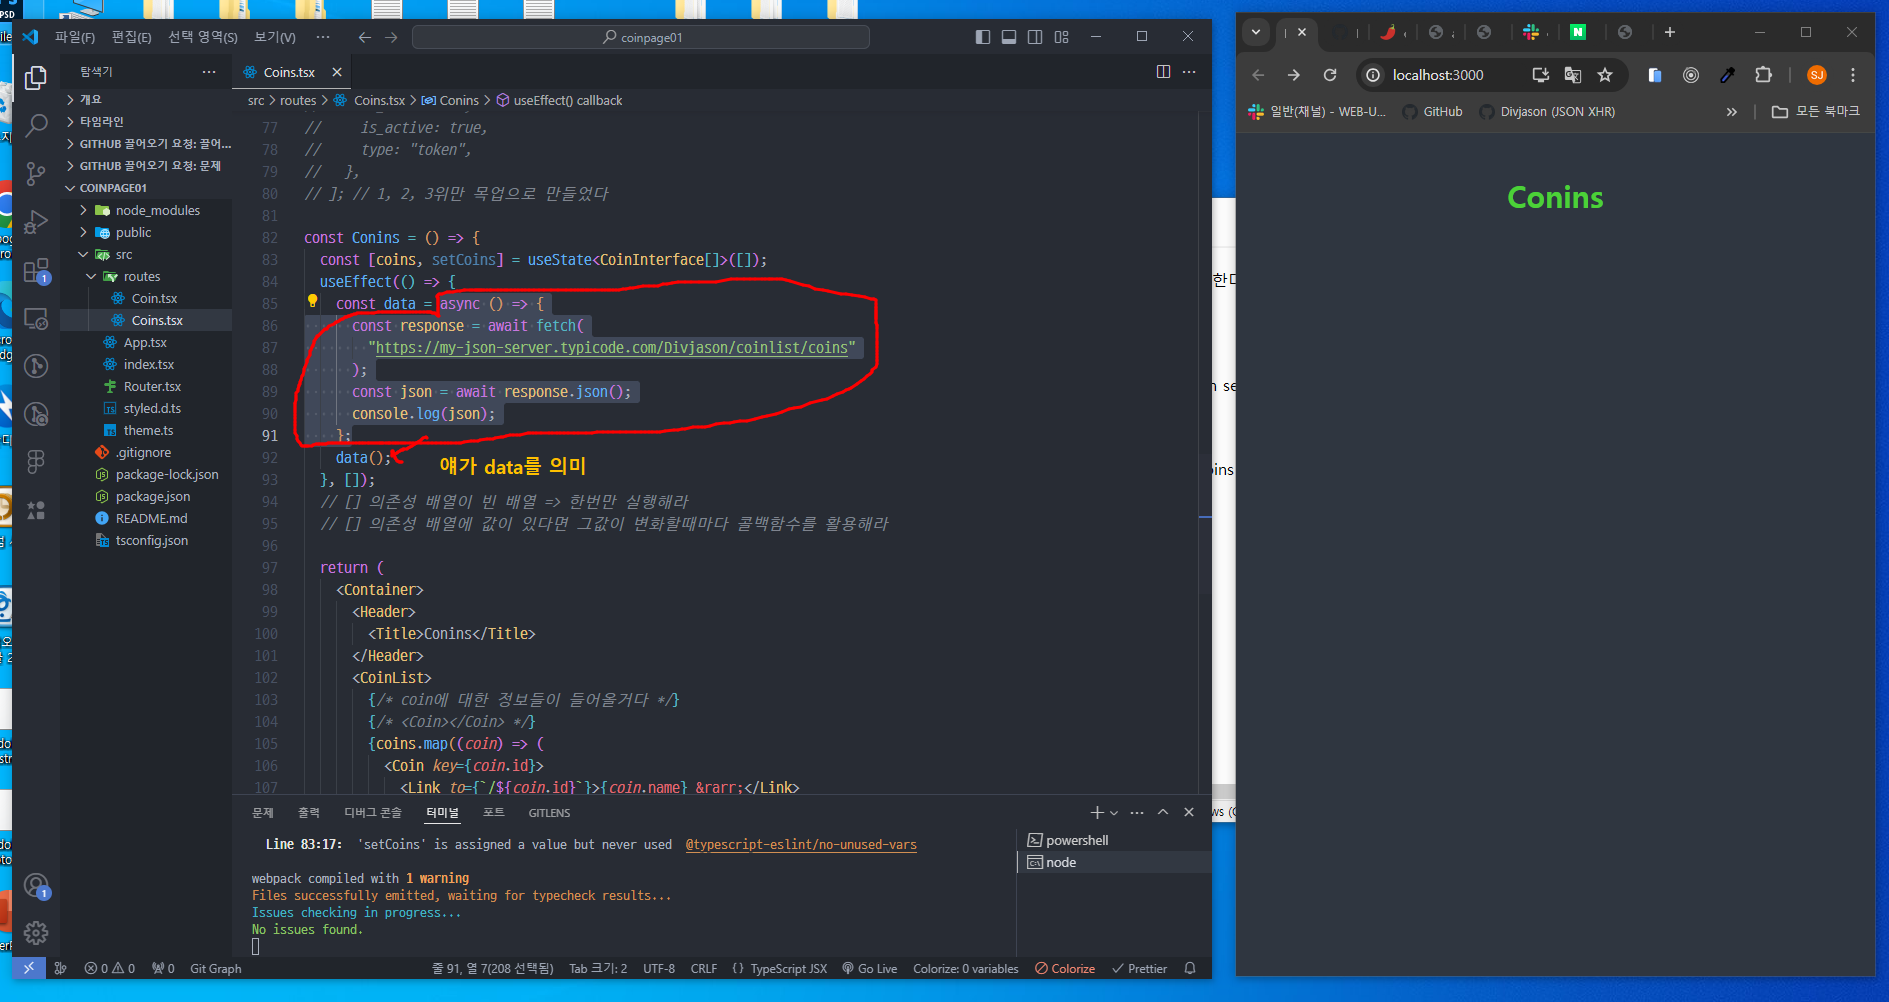 파일(F) 편집(E) 선택 영역(S) 보기(V) ··· coinpage01
탐색기 ···
개요
타임라인
GITHUB 끌어오기 요청: 끌어...
GITHUB 끌어오기 요청: 문제
COINPAGE01
node_modules
public
src
routes
Coin.tsx
Coins.tsx
App.tsx
index.tsx
Router.tsx
styled.d.ts
theme.ts
.gitignore
package-lock.json
package.json
README.md
tsconfig.json
Coins.tsx
src > routes > Coins.tsx > Conins > useEffect() callback
77 //     is_active: true,
78 //     type: "token",
79 //   },
80 // ]; // 1, 2, 3위만 목업으로 만들었다
81
82 const Conins = () => {
83 const [coins, setCoins] = useState<CoinInterface[]>([]);
84 useEffect(() => {
85 const data = async () => {
86 const response = await fetch(
87 "https://my-json-server.typicode.com/Divjason/coinlist/coins"
88 );
89 const json = await response.json();
90 console.log(json);
91 };
92 data();
얘가 data를 의미
93 }, []);
94 // [] 의존성 배열이 빈 배열 => 한번만 실행해라
95 // [] 의존성 배열에 값이 있다면 그값이 변화할때마다 콜백함수를 활용해라
96
97 return (
98 <Container>
99 <Header>
100 <Title>Conins</Title>
101 </Header>
102 <CoinList>
103 {/* coin에 대한 정보들이 들어올거다 */}
104 {/* <Coin></Coin> */}
105 {coins.map((coin) => (
106 <Coin key={coin.id}>
107 <Link to={`/${coin.id}`}>{coin.name} &rarr;</Link>
문제 출력 디버그 콘솔 터미널 포트 GITLENS
Line 83:17:  'setCoins' is assigned a value but never used  @typescript-eslint/no-unused-vars
webpack compiled with 1 warning
Files successfully emitted, waiting for typecheck results...
Issues checking in progress...
No issues found.
powershell
node
0 0 0 Git Graph 줄 91, 열 7(208 선택됨) Tab 크기: 2 UTF-8 CRLF {} TypeScript JSX Go Live Colorize: 0 variables Colorize Prettier
localhost:3000
SJ
일반(채널) - WEB-U... GitHub Divjason (JSON XHR) » 모든 북마크
Conins